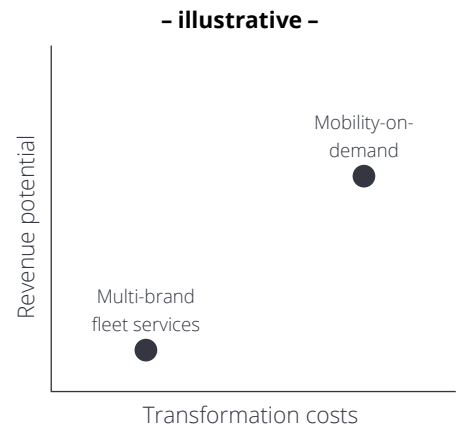 – illustrative –
Mobility-on-
demand
Revenue potential
Multi-brand
fleet services
Transformation costs